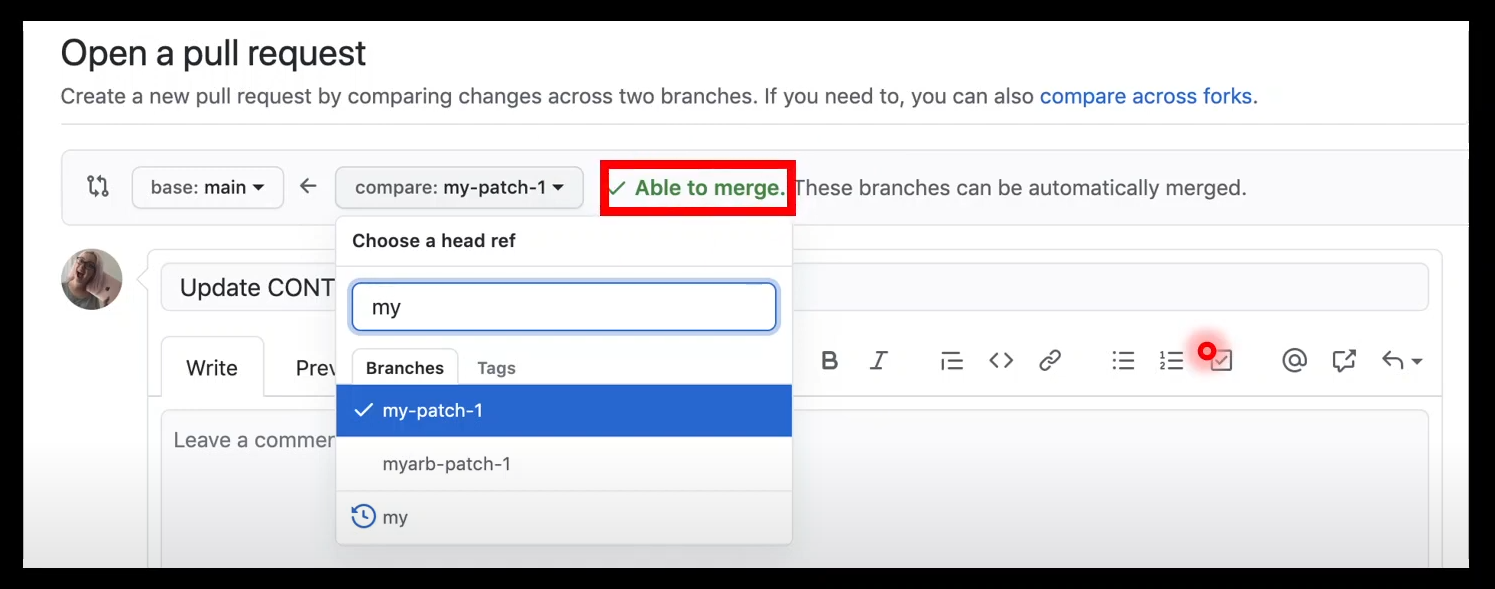 Open a pull request
Create a new pull request by comparing changes across two branches. If you need to, you can also compare across forks.
base: main compare: my-patch-1 Able to merge. These branches can be automatically merged.
Choose a head ref
Update CONT
my
Write Prev
Branches Tags
my-patch-1
Leave a commen
myarb-patch-1
my